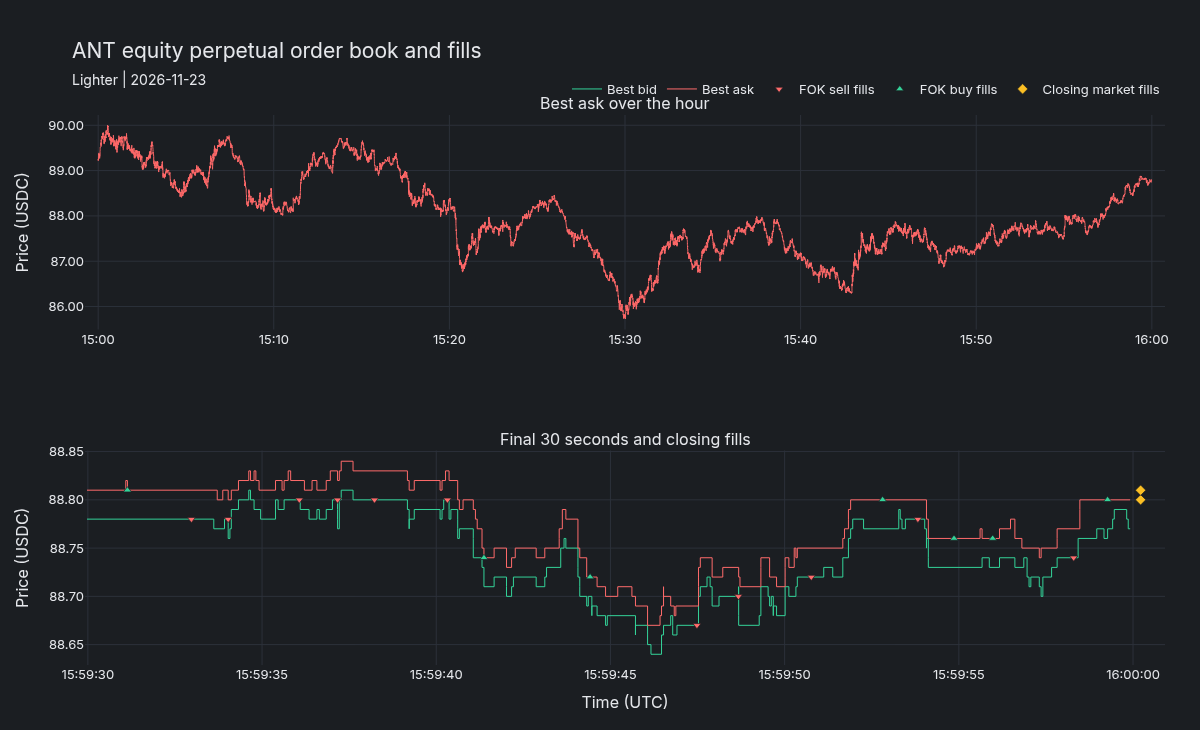 ANT equity perpetual order book and fills
Lighter | 2026-11-23
Best bid
Best ask
FOK sell fills
FOK buy fills
Closing market fills
Best ask over the hour
Price (USDC)
90.00
89.00
88.00
87.00
86.00
15:00
15:10
15:20
15:30
15:40
15:50
16:00
Final 30 seconds and closing fills
Price (USDC)
88.85
88.80
88.75
88.70
88.65
15:59:30
15:59:35
15:59:40
15:59:45
15:59:50
15:59:55
16:00:00
Time (UTC)